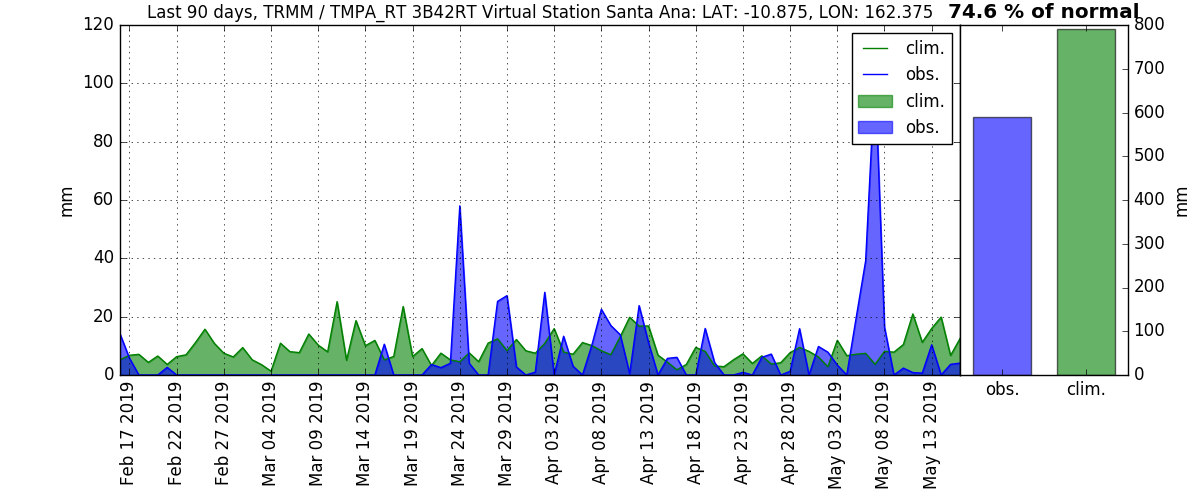 Last 90 days, TRMM / TMPA_RT 3B42RT Virtual Station Santa Ana: LAT: -10.875, LON: 162.375
74.6 % of normal
120
100
80
60
40
20
0
mm
clim.
obs.
clim.
obs.
Feb 17 2019
Feb 22 2019
Feb 27 2019
Mar 04 2019
Mar 09 2019
Mar 14 2019
Mar 19 2019
Mar 24 2019
Mar 29 2019
Apr 03 2019
Apr 08 2019
Apr 13 2019
Apr 18 2019
Apr 23 2019
Apr 28 2019
May 03 2019
May 08 2019
May 13 2019
800
700
600
500
400
300
200
100
0
mm
obs.
clim.